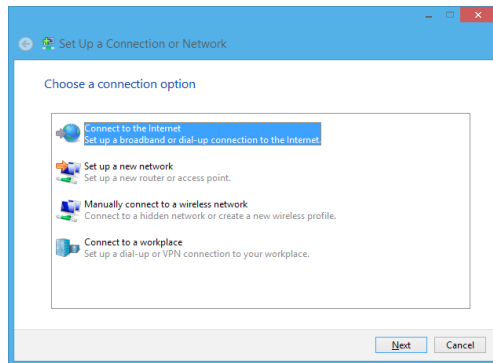 Set Up a Connection or Network
Choose a connection option
Connect to the Internet
Set up a broadband or dial-up connection to the Internet.
Set up a new network
Set up a new router or access point.
Manually connect to a wireless network
Connect to a hidden network or create a new wireless profile.
Connect to a workplace
Set up a dial-up or VPN connection to your workplace.
Next Cancel